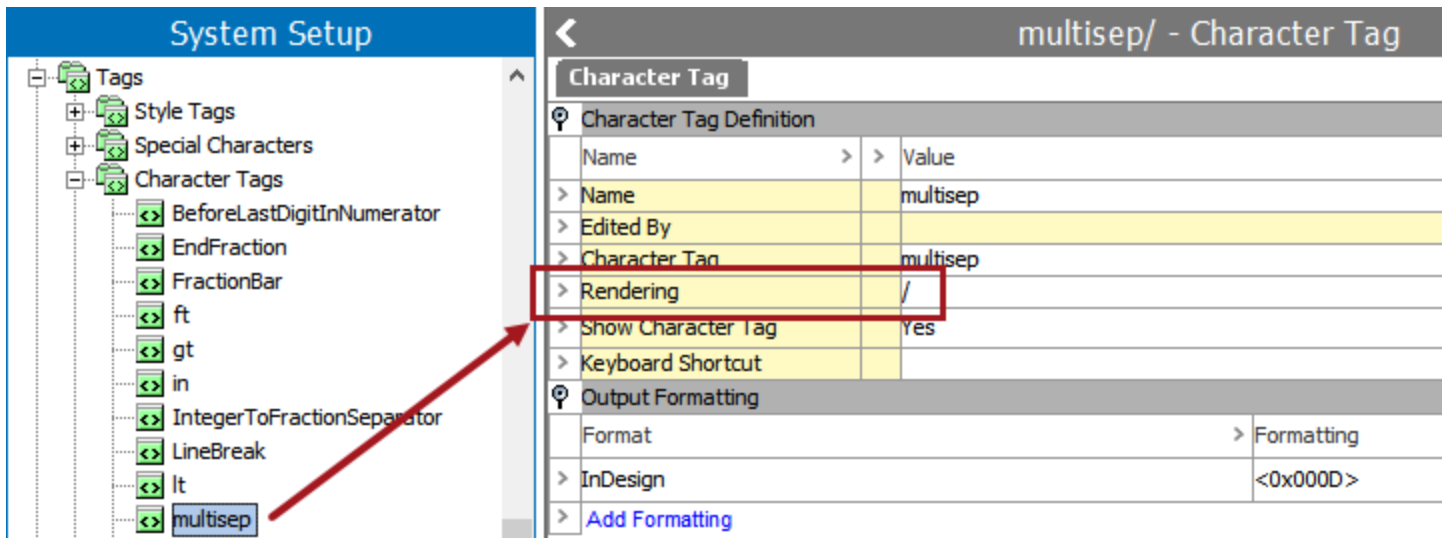 System Setup
Tags
Style Tags
Special Characters
Character Tags
BeforeLastDigitInNumerator
EndFraction
FractionBar
ft
gt
in
IntegerToFractionSeparator
LineBreak
lt
multisep
multisep/ - Character Tag
Character Tag
Character Tag Definition
Name > > Value
> Name multisep
> Edited By
> Character Tag multisep
> Rendering /
> Show Character Tag Yes
> Keyboard Shortcut
Output Formatting
Format > Formatting
> InDesign <0x000D>
> Add Formatting